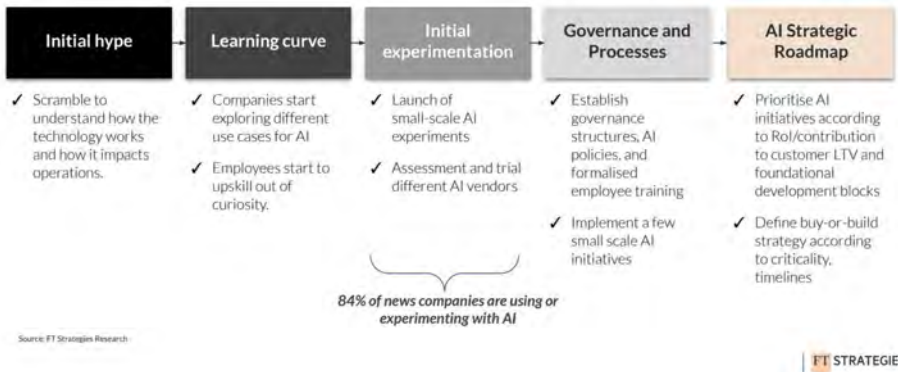 Initial hype
Learning curve
Initial
experimentation
Governance and
Processes
AI Strategic
Roadmap
✓ Scramble to
understand how the
technology works
and how it impacts
operations.
✓ Companies start
exploring different
use cases for AI
✓ Employees start to
upskill out of
curiosity.
✓ Launch of
small-scale AI
experiments
✓ Assessment and trial
different AI vendors
✓ Establish
governance
structures, AI
policies, and
formalised
employee training
✓ Implement a few
small scale AI
initiatives
✓ Prioritise AI
initiatives according
to RoI/contribution
to customer LTV and
foundational
development blocks
✓ Define buy-or-build
strategy according
to criticality,
timelines
84% of news companies are using or
experimenting with AI
Source: FT Strategies Research
FT STRATEGIE